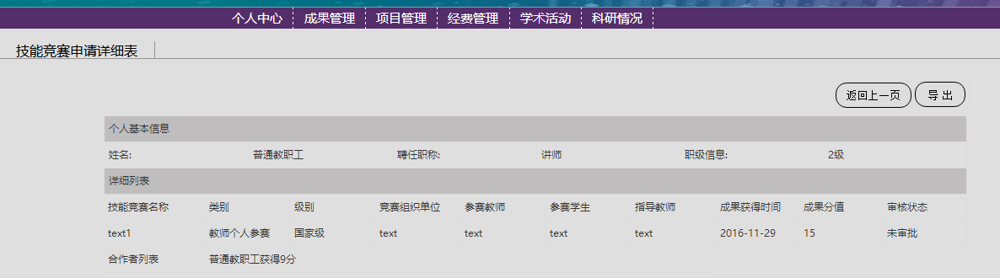 个人中心 成果管理 项目管理 经费管理 学术活动 科研情况
技能竞赛申请详细表
返回上一页 导 出
个人基本信息
姓名: 普通教职工 聘任职称: 讲师 职级信息: 2级
详细列表
技能竞赛名称 类别 级别 竞赛组织单位 参赛教师 参赛学生 指导教师 成果获得时间 成果分值 审核状态
text1 教师个人参赛 国家级 text text text text 2016-11-29 15 未审批
合作者列表 普通教职工获得9分